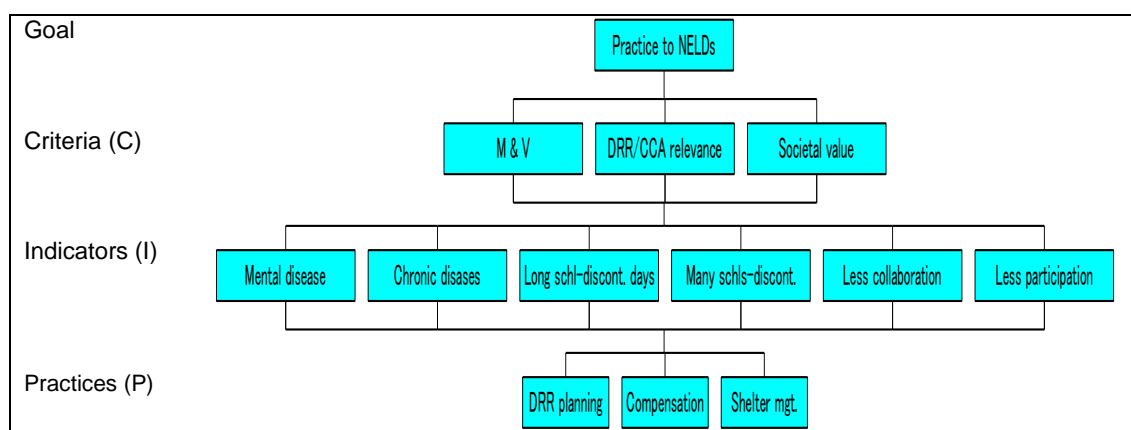 Goal
Practice to NELDs
Criteria (C)
M & V
DRR/CCA relevance
Societal value
Indicators (I)
Mental disease
Chronic disases
Long schl-discont. days
Many schls-discont.
Less collaboration
Less participation
Practices (P)
DRR planning
Compensation
Shelter mgt.